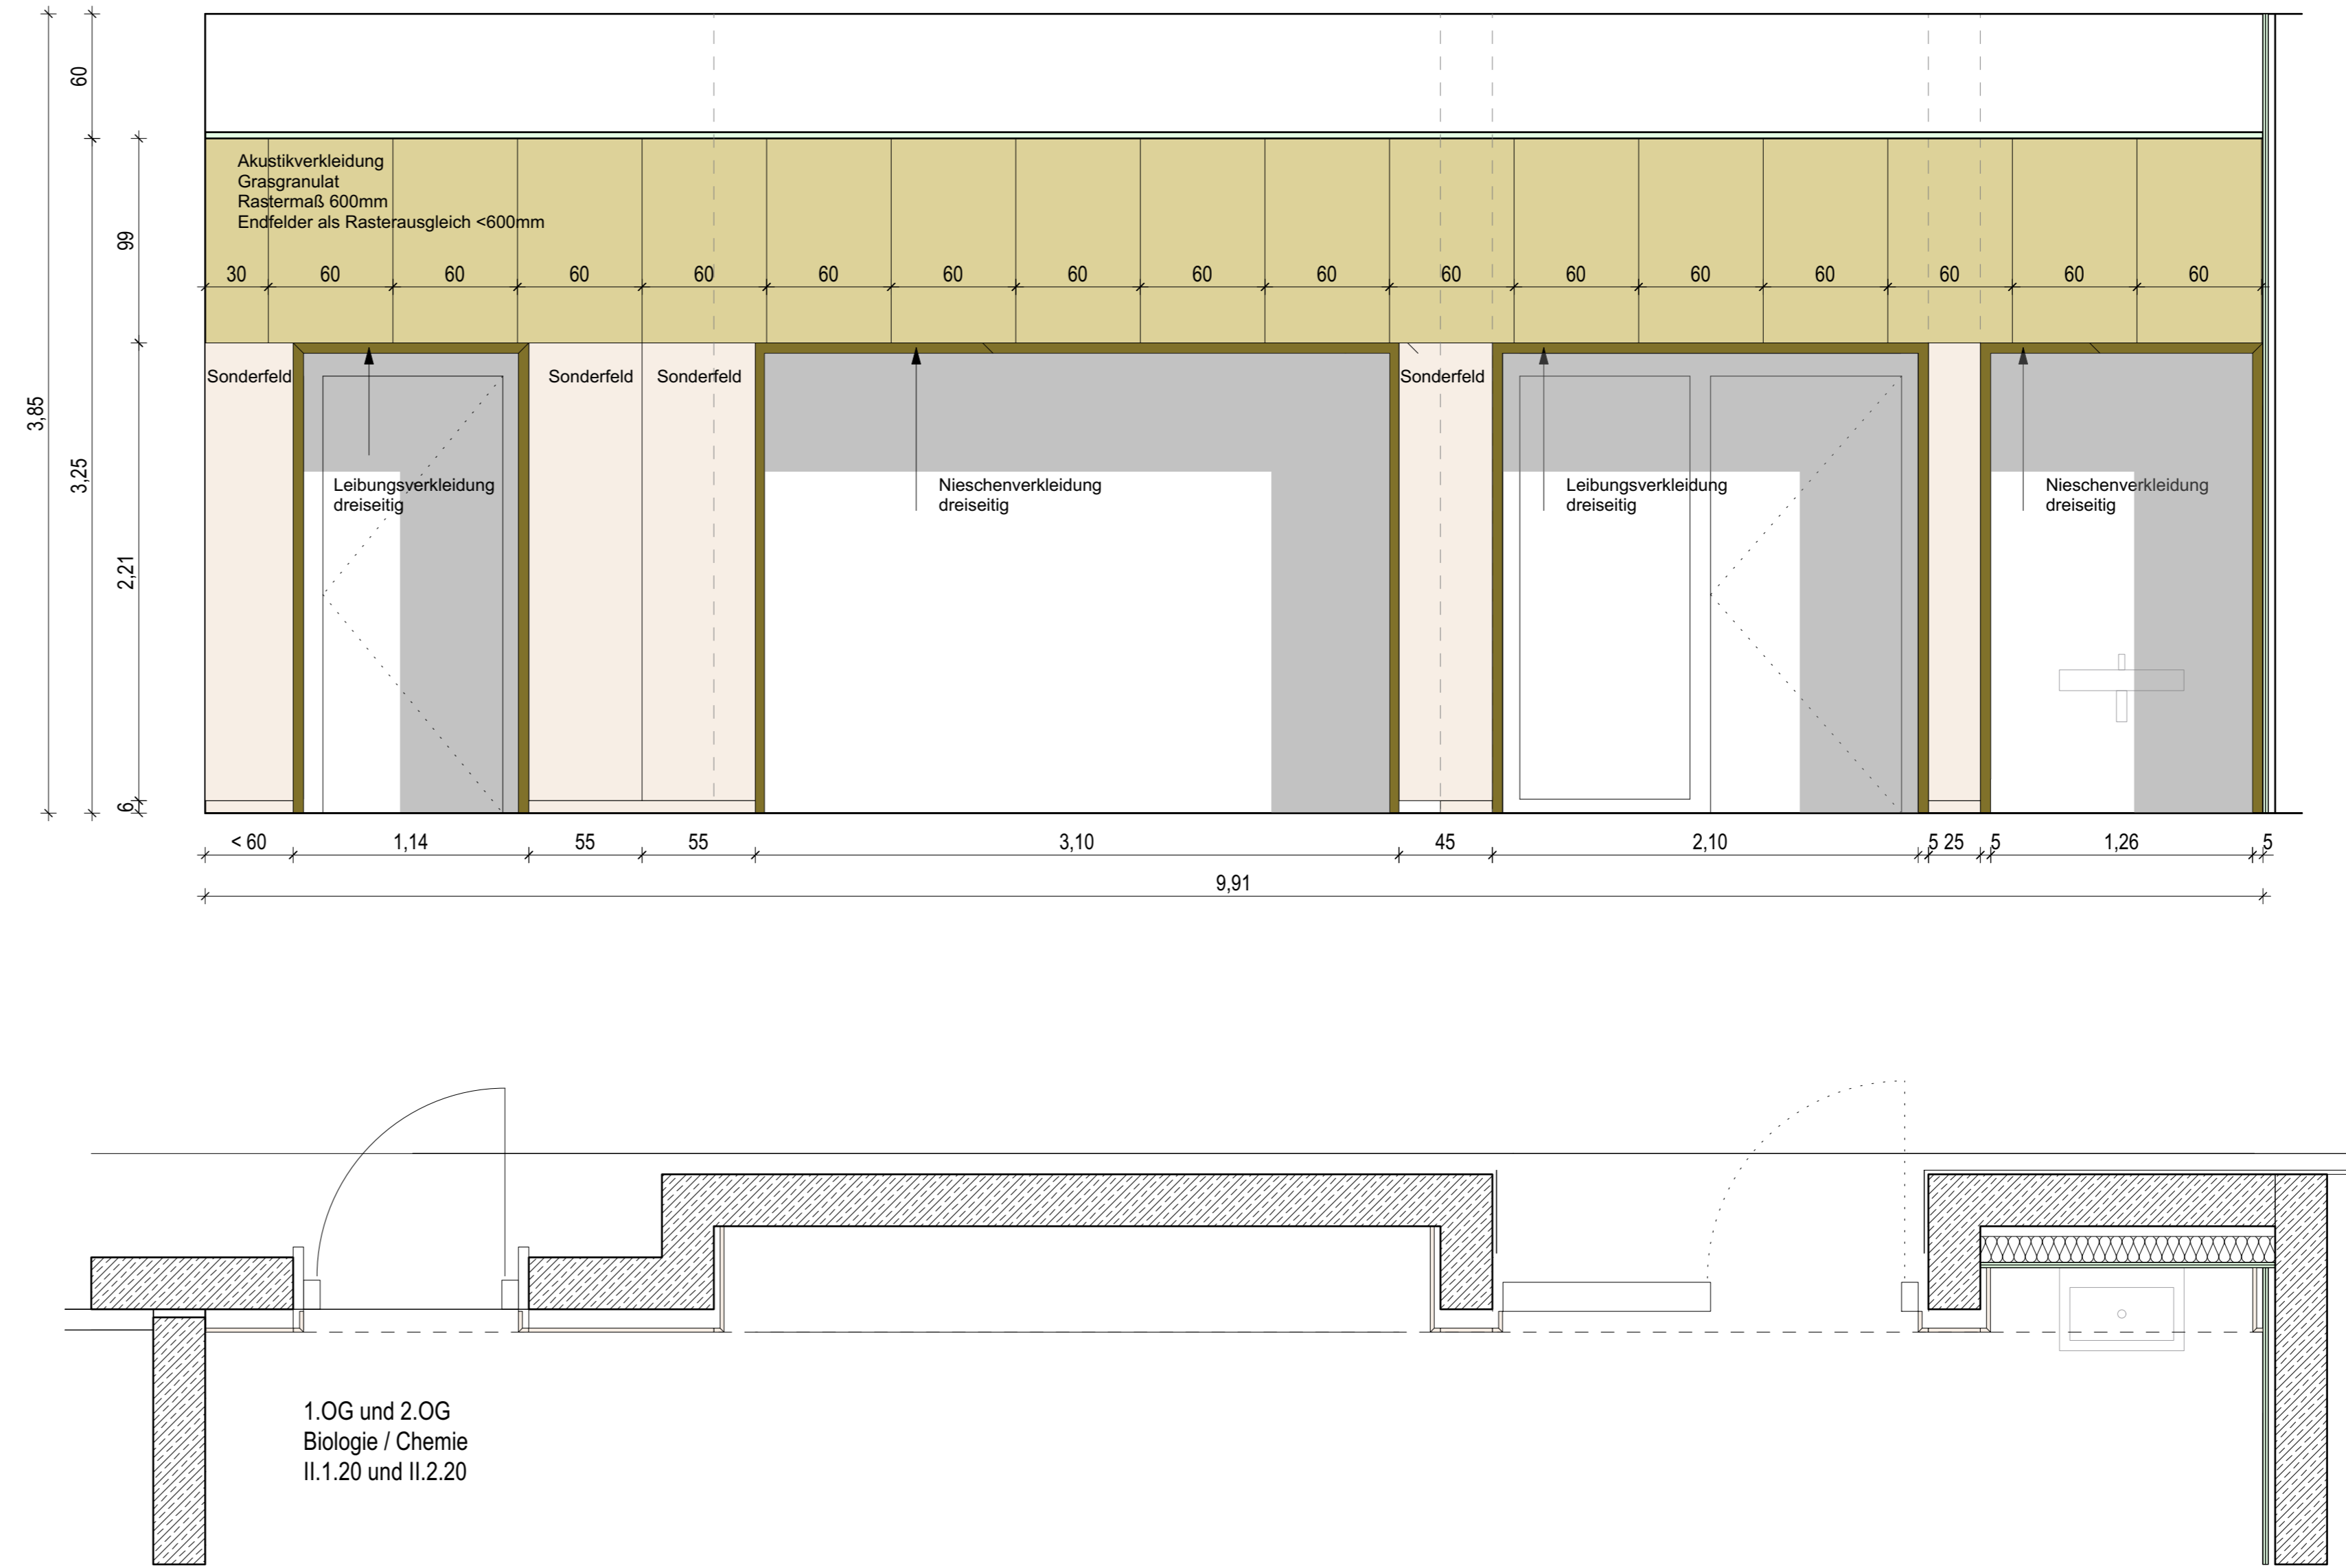 60
3,85
3,25
99
2,21
6
Akustikverkleidung
Grasgranulat
Rastermaß 600mm
Endfelder als Rasterausgleich <600mm
30 60 60 60 60 60 60 60 60 60 60 60 60 60 60 60 60
Sonderfeld Sonderfeld Sonderfeld Sonderfeld
Leibungsverkleidung
dreiseitig
Nieschenverkleidung
dreiseitig
Leibungsverkleidung
dreiseitig
Nieschenverkleidung
dreiseitig
< 60 1,14 55 55 3,10 45 2,10 5 25 5 1,26 5
9,91
1.OG und 2.OG
Biologie / Chemie
II.1.20 und II.2.20